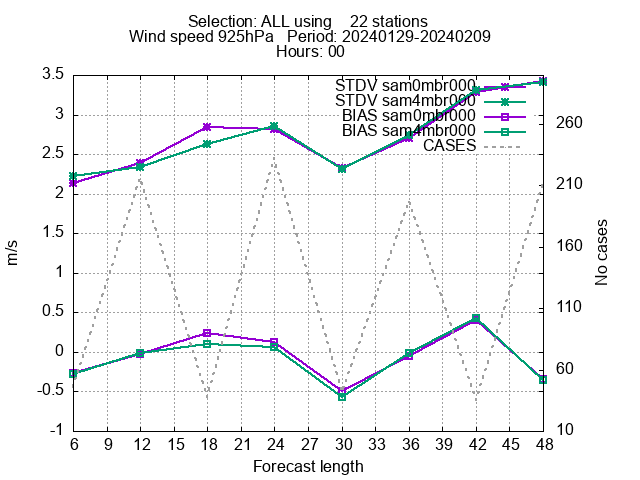 Selection: ALL using 22 stations
Wind speed 925hPa Period: 20240129-20240209
Hours: 00
STDV sam0mbr000
STDV sam4mbr000
BIAS sam0mbr000
BIAS sam4mbr000
CASES
3.5
3
2.5
2
1.5
1
0.5
0
-0.5
-1
m/s
260
210
160
110
60
10
No cases
6 9 12 15 18 21 24 27 30 33 36 39 42 45 48
Forecast length